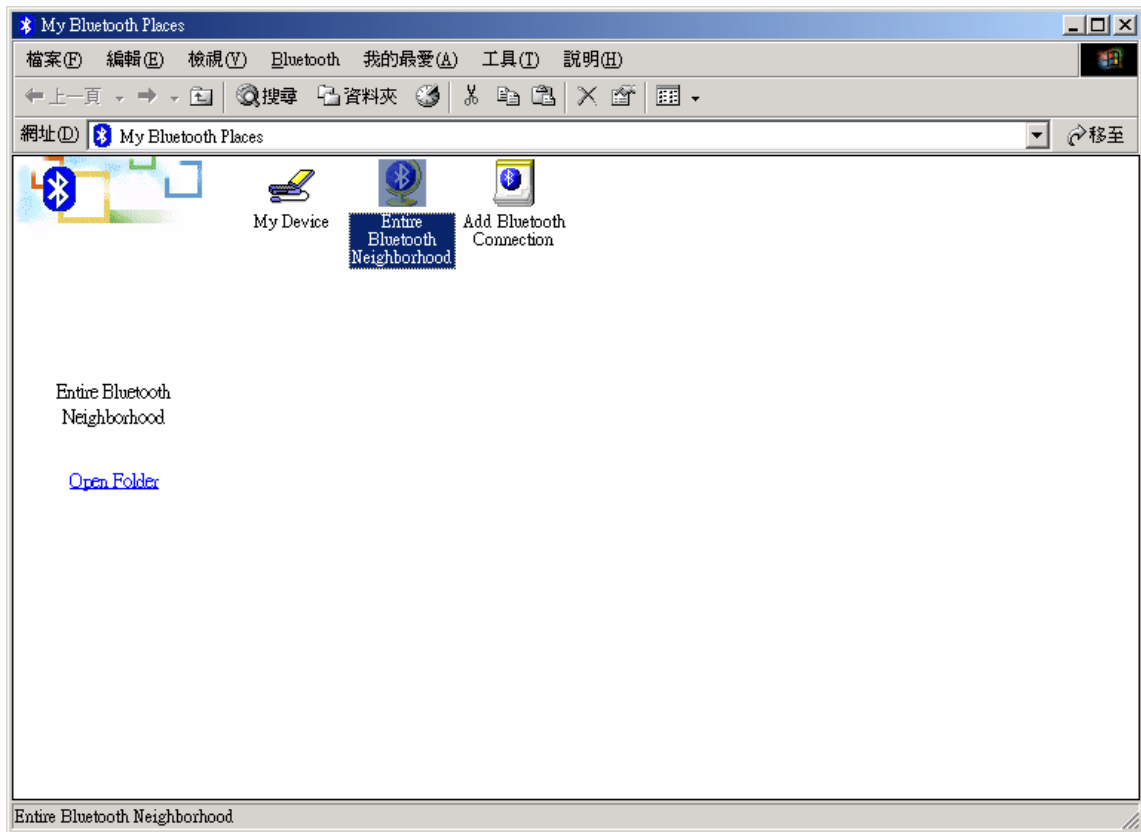 My Bluetooth Places
檔案(F) 編輯(E) 檢視(V) Bluetooth 我的最愛(A) 工具(T) 說明(H)
上一頁 搜尋 資料夾
網址(D) My Bluetooth Places 移至
My Device
Entire
Bluetooth
Neighborhood
Add Bluetooth
Connection
Entire Bluetooth
Neighborhood
Open Folder
Entire Bluetooth Neighborhood